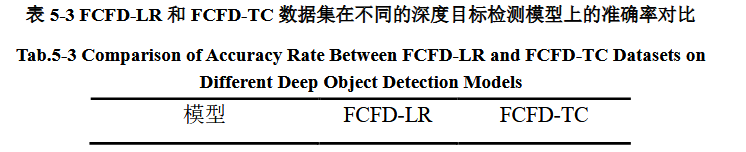 表 5-3 FCFD-LR 和 FCFD-TC 数据集在不同的深度目标检测模型上的准确率对比
Tab.5-3 Comparison of Accuracy Rate Between FCFD-LR and FCFD-TC Datasets on
Different Deep Object Detection Models
模型 FCFD-LR FCFD-TC